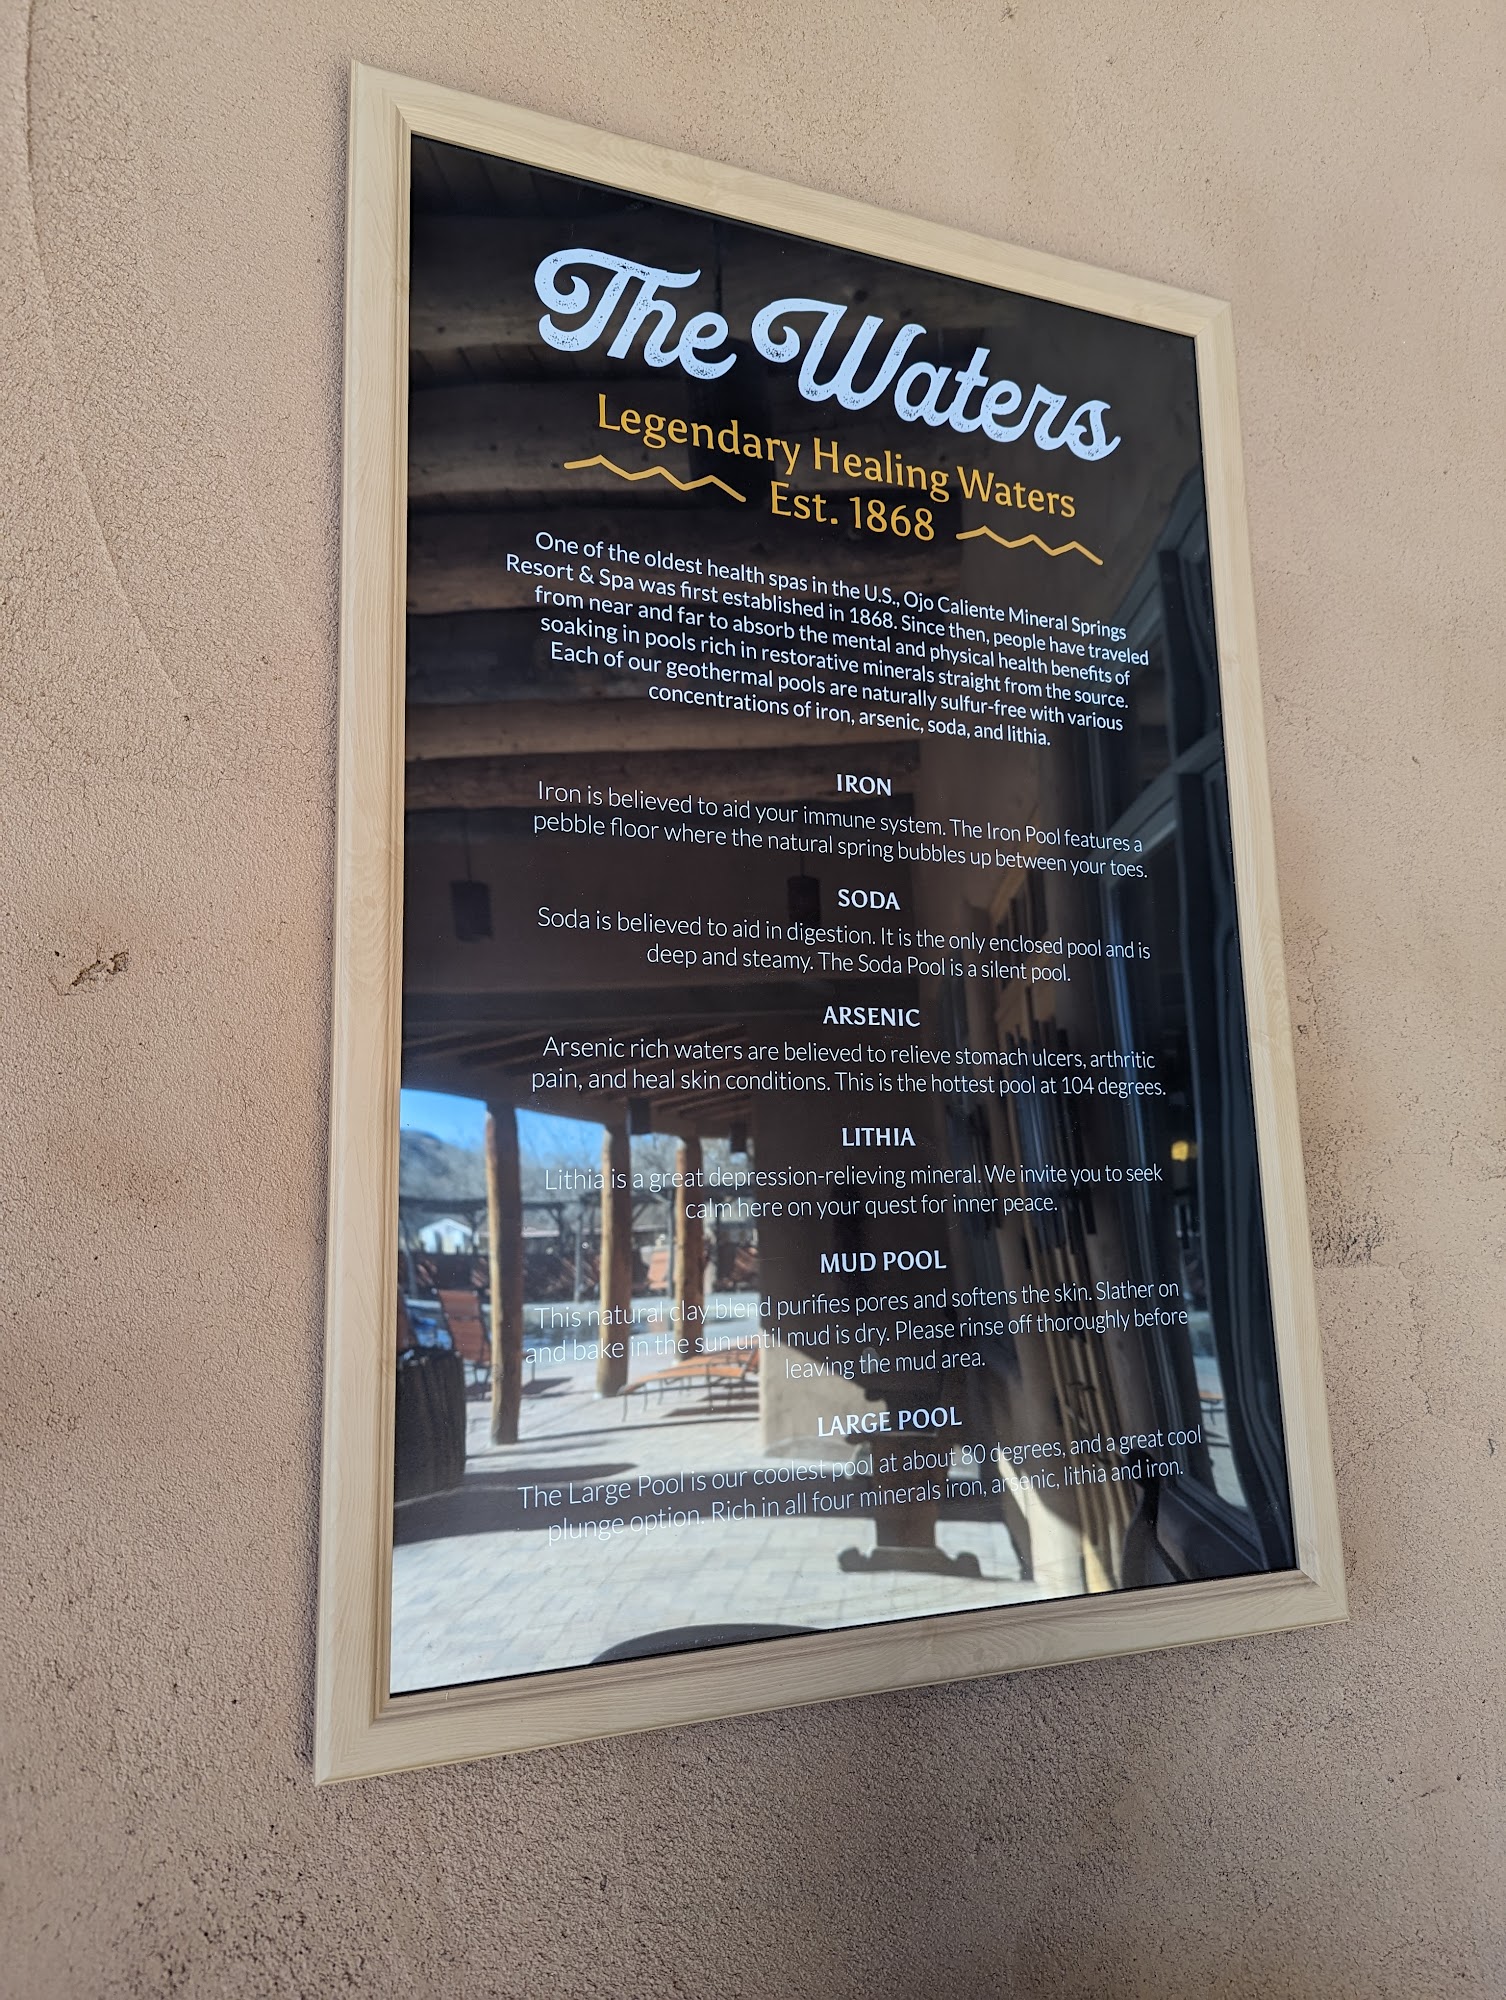 The Waters
Legendary Healing Waters
Est. 1868
One of the oldest health spas in the U.S., Ojo Caliente Mineral Springs
Resort & Spa was first established in 1868. Since then, people have traveled
from near and far to absorb the mental and physical health benefits of
soaking in pools rich in restorative minerals straight from the source.
Each of our geothermal pools are naturally sulfur-free with various
concentrations of iron, arsenic, soda, and lithia.
IRON
Iron is believed to aid your immune system. The Iron Pool features a
pebble floor where the natural spring bubbles up between your toes.
SODA
Soda is believed to aid in digestion. It is the only enclosed pool and is
deep and steamy. The Soda Pool is a silent pool.
ARSENIC
Arsenic rich waters are believed to relieve stomach ulcers, arthritic
pain, and heal skin conditions. This is the hottest pool at 104 degrees.
LITHIA
Lithia is a great depression-relieving mineral. We invite you to seek
calm here on your quest for inner peace.
MUD POOL
This natural clay blend purifies pores and softens the skin. Slather on
and bake in the sun until mud is dry. Please rinse off thoroughly before
leaving the mud area.
LARGE POOL
The Large Pool is our coolest pool at about 80 degrees, and a great cool
plunge option. Rich in all four minerals iron, arsenic, lithia and iron.